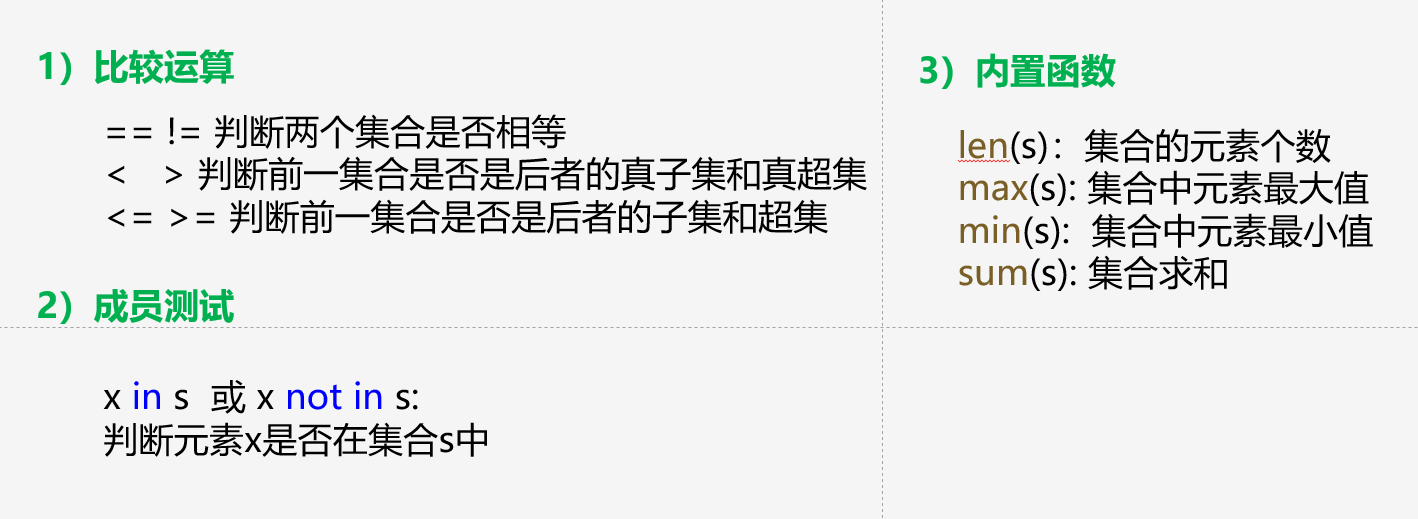 1）比较运算
== != 判断两个集合是否相等
< > 判断前一集合是否是后者的真子集和真超集
<= >= 判断前一集合是否是后者的子集和超集
2）成员测试
x in s 或 x not in s:
判断元素x是否在集合s中
3）内置函数
len(s)：集合的元素个数
max(s): 集合中元素最大值
min(s): 集合中元素最小值
sum(s): 集合求和